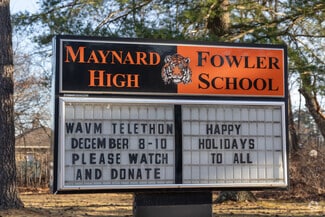 MAYNARD FOWLER
HIGH SCHOOL
WAVM TELETHON
DECEMBER 8-10
PLEASE WATCH
AND DONATE
HAPPY
HOLIDAYS
TO ALL